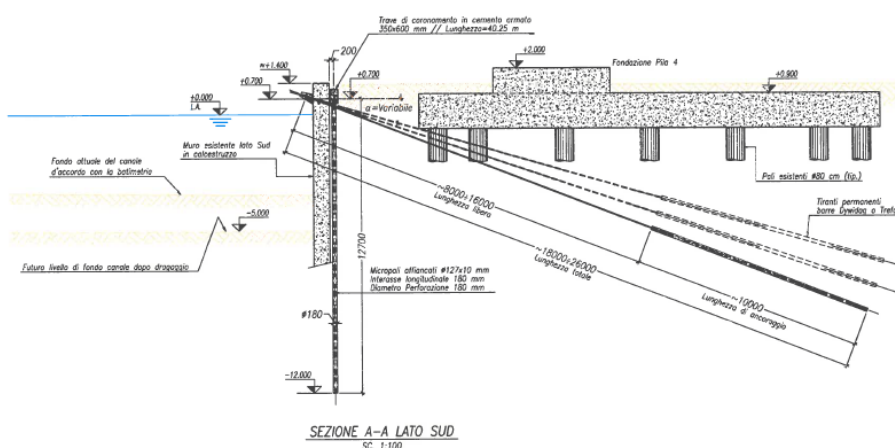 Trave di coronamento in cemento armato
350x600 mm // Lunghezza=40.25 m
200
+2.000
Fondazione Pila 4
≈+1.400
+0.700
+0.700
+0.900
+0.000
l.m.
α=Variabile
Muro esistente lato Sud
in calcestruzzo
Fondo attuale del canale
d'accordo con la batimetria
Pali esistenti ø80 cm (tip.)
Tiranti permanenti
barre Dywidag o Tref
~8000÷16000
Lunghezza libera
-5.000
12700
~18000÷26000
Lunghezza totale
Futuro livello di fondo canale dopo dragaggio
Micropali affiancati ø127x10 mm
Interasse longitudinale 180 mm
Diametro Perforazione 180 mm
~10000
Lunghezza di ancoraggio
ø180
-12.000
SEZIONE A-A LATO SUD
SC. 1:100